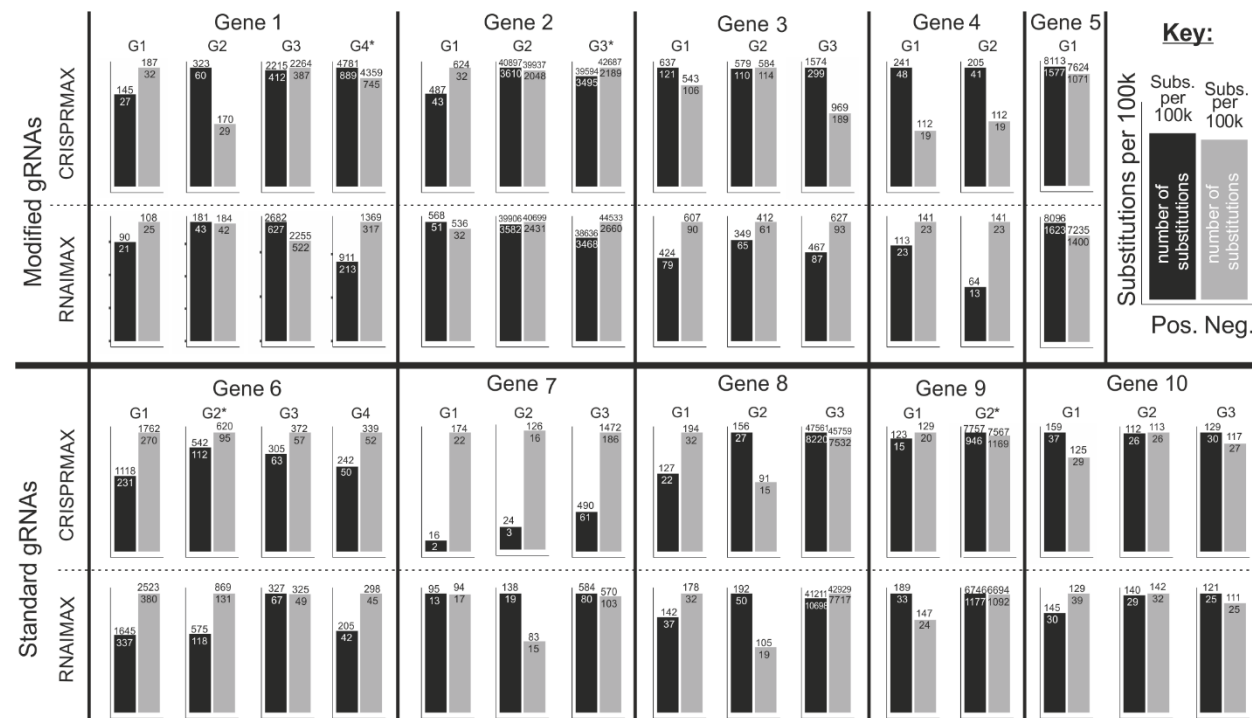 Gene 1 Gene 2 Gene 3 Gene 4 Gene 5
Key:
G1 G2 G3 G4* G1 G2 G3* G1 G2 G3 G1 G2 G1
Modified gRNAs
CRISPRMAX
145 187 323 170 2215 2264 4781 4359 487 624 40897 39937 39594 42687 637 543 579 584 1574 969 241 112 205 112 8113 7624
27 32 60 29 412 387 889 745 43 32 3610 2048 3495 2189 121 106 110 114 299 189 48 19 41 19 1577 1071
RNAIMAX
90 108 181 184 2682 2255 911 1369 568 536 39906 40699 38636 44533 424 607 349 412 467 627 113 141 64 141 8096 7235
21 25 43 42 627 522 213 317 51 32 3582 2431 3468 2660 79 90 65 61 87 93 23 23 13 23 1623 1400
Subs. per 100k
Subs. per 100k
Substitutions per 100k
number of substitutions
number of substitutions
Pos. Neg.
Gene 6 Gene 7 Gene 8 Gene 9 Gene 10
G1 G2* G3 G4 G1 G2 G3 G1 G2 G3 G1 G2* G1 G2 G3
Standard gRNAs
CRISPRMAX
1118 1762 542 620 305 372 242 339 16 174 24 126 490 1472 127 194 156 91 47561 45759 123 129 7757 7567 159 125 112 113 129 117
231 270 112 95 63 57 50 52 2 22 3 16 61 186 22 32 27 15 8220 7532 15 20 946 1169 37 29 26 26 30 27
RNAIMAX
1645 2523 575 869 327 325 205 298 95 94 138 83 584 570 142 178 192 105 41211 42929 189 147 6746 6694 145 129 140 142 121 111
337 380 118 131 67 49 42 45 13 17 19 15 80 103 37 32 50 19 10698 7717 33 24 1177 1092 30 39 29 32 25 25